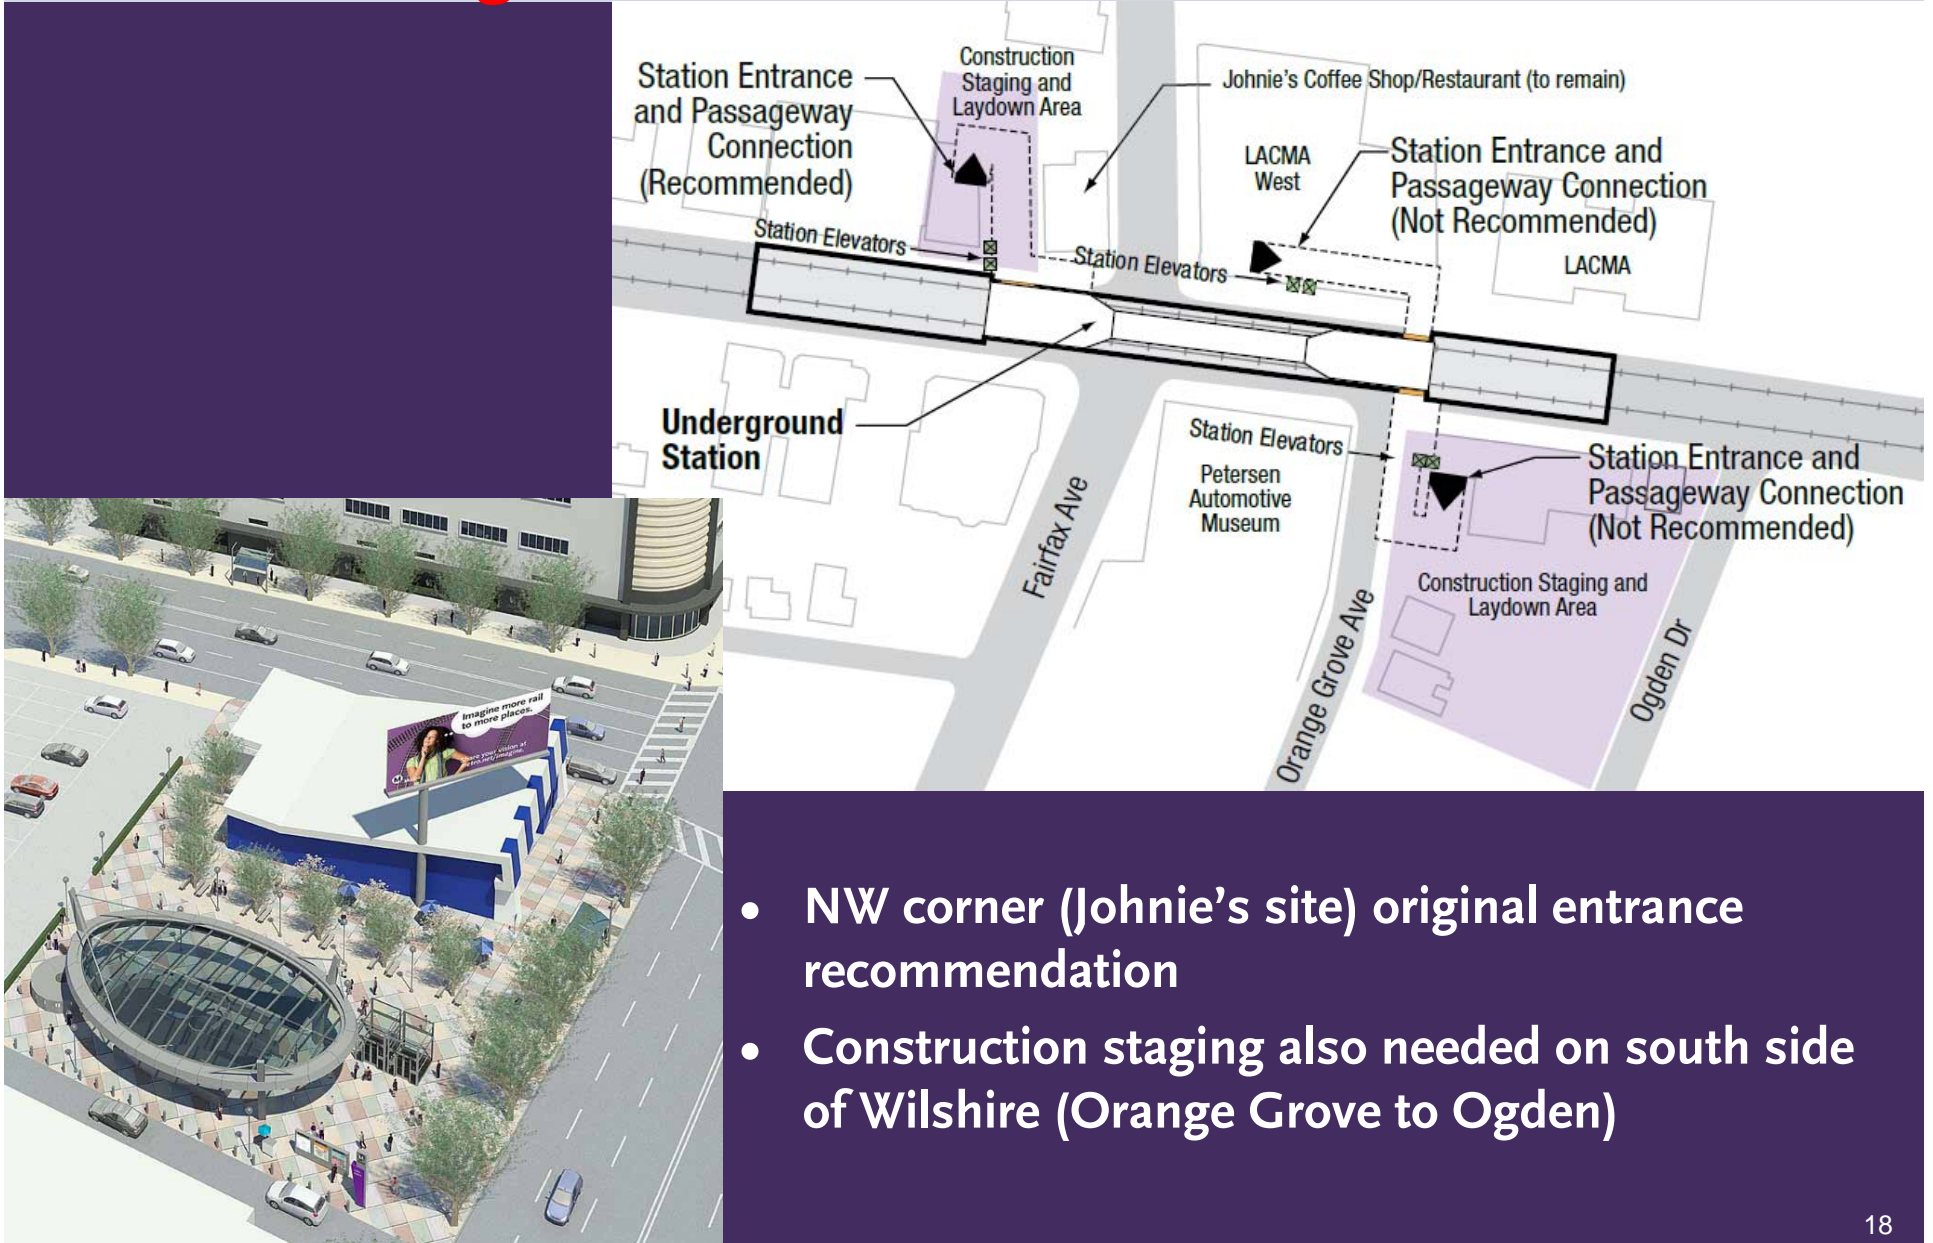 Construction
Staging and
Laydown Area
Station Entrance
and Passageway
Connection
(Recommended)
Johnie's Coffee Shop/Restaurant (to remain)
LACMA
West
Station Entrance and
Passageway Connection
(Not Recommended)
LACMA
Station Elevators
Station Elevators
Underground
Station
Station Elevators
Petersen
Automotive
Museum
Station Entrance and
Passageway Connection
(Not Recommended)
Construction Staging and
Laydown Area
Fairfax Ave
Orange Grove Ave
Ogden Dr
Imagine more rail
to more places.
• NW corner (Johnie’s site) original entrance
recommendation
• Construction staging also needed on south side
of Wilshire (Orange Grove to Ogden)
18